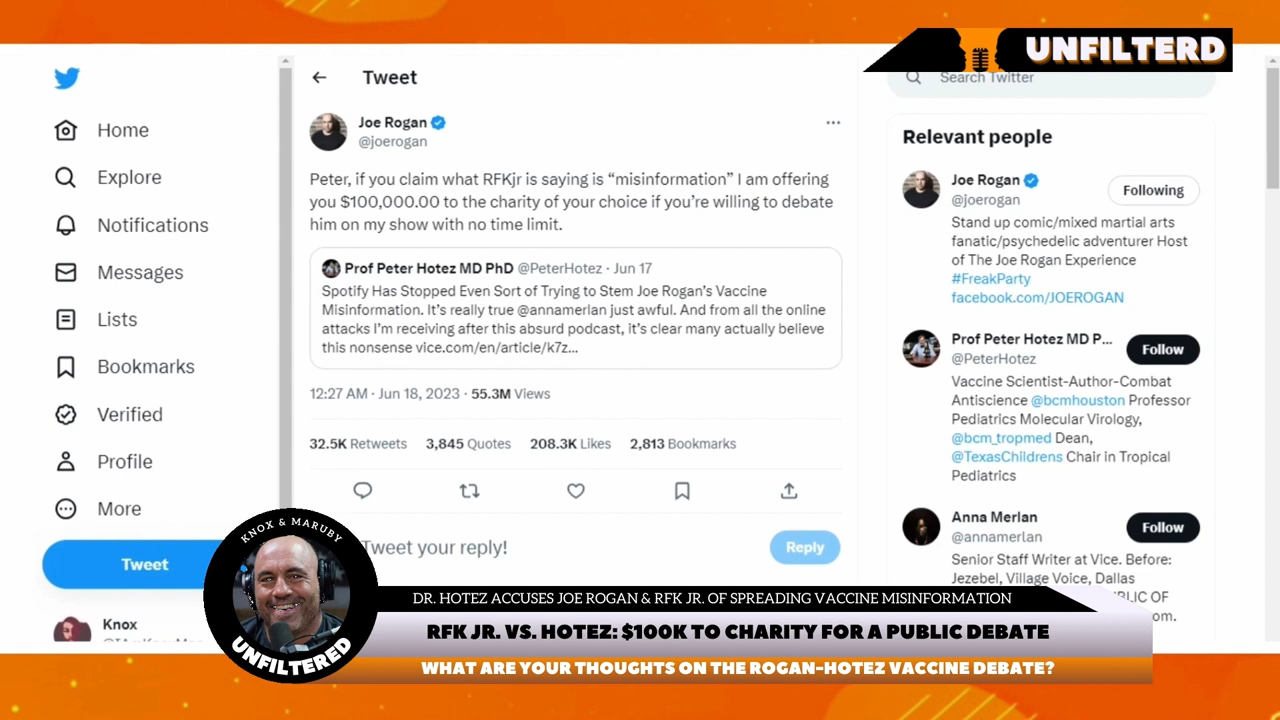 UNFILTERD
Home
Explore
Notifications
Messages
Lists
Bookmarks
Verified
Profile
More
Tweet
Knox
Tweet
Joe Rogan
@joerogan
Peter, if you claim what RFKjr is saying is “misinformation” I am offering
you $100,000.00 to the charity of your choice if you’re willing to debate
him on my show with no time limit.
Prof Peter Hotez MD PhD @PeterHotez · Jun 17
Spotify Has Stopped Even Sort of Trying to Stem Joe Rogan’s Vaccine
Misinformation. It’s really true @annamerlan just awful. And from all the online
attacks I’m receiving after this absurd podcast, it’s clear many actually believe
this nonsense vice.com/en/article/k7z...
12:27 AM · Jun 18, 2023 · 55.3M Views
32.5K Retweets 3,845 Quotes 208.3K Likes 2,813 Bookmarks
Tweet your reply!
Reply
Search Twitter
Relevant people
Joe Rogan
@joerogan
Following
Stand up comic/mixed martial arts
fanatic/psychedelic adventurer Host
of The Joe Rogan Experience
#FreakParty
facebook.com/JOEROGAN
Prof Peter Hotez MD P...
@PeterHotez
Follow
Vaccine Scientist-Author-Combat
Antiscience @bcmhouston Professor
Pediatrics Molecular Virology,
@bcm_tropmed Dean,
@TexasChildrens Chair in Tropical
Pediatrics
Anna Merlan
@annamerlan
Follow
Senior Staff Writer at Vice. Before:
Jezebel, Village Voice, Dallas
KNOX & MARUBY
UNFILTERED
DR. HOTEZ ACCUSES JOE ROGAN & RFK JR. OF SPREADING VACCINE MISINFORMATION
RFK JR. VS. HOTEZ: $100K TO CHARITY FOR A PUBLIC DEBATE
WHAT ARE YOUR THOUGHTS ON THE ROGAN-HOTEZ VACCINE DEBATE?